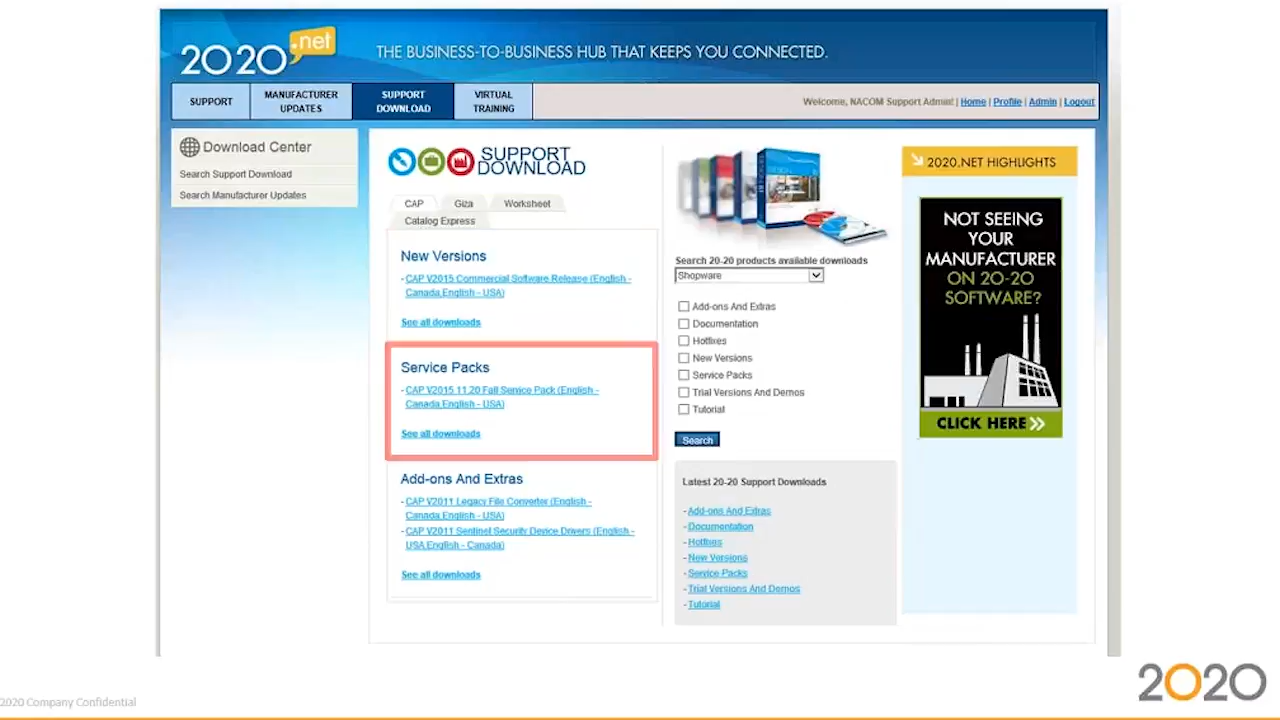 2020 .net
THE BUSINESS-TO-BUSINESS HUB THAT KEEPS YOU CONNECTED.
SUPPORT
MANUFACTURER
UPDATES
SUPPORT
DOWNLOAD
VIRTUAL
TRAINING
Welcome, NACOM Support Admin! | Home | Profile | Admin | Logout
Download Center
Search Support Download
Search Manufacturer Updates
SUPPORT
DOWNLOAD
CAP Giza Worksheet
Catalog Express
New Versions
- CAP V2015 Commercial Software Release (English -
Canada,English - USA)
See all downloads
Service Packs
- CAP V2015 11.20 Fall Service Pack (English -
Canada,English - USA)
See all downloads
Add-ons And Extras
- CAP V2011 Legacy File Converter (English -
Canada,English - USA)
- CAP V2011 Sentinel Security Device Drivers (English -
USA,English - Canada)
See all downloads
Search 20-20 products available downloads
Shopware
Add-ons And Extras
Documentation
Hotfixes
New Versions
Service Packs
Trial Versions And Demos
Tutorial
Search
Latest 20-20 Support Downloads
- Add-ons And Extras
- Documentation
- Hotfixes
- New Versions
- Service Packs
- Trial Versions And Demos
- Tutorial
2020.NET HIGHLIGHTS
NOT SEEING
YOUR
MANUFACTURER
ON 20-20
SOFTWARE?
CLICK HERE
2020 Company Confidential
2020